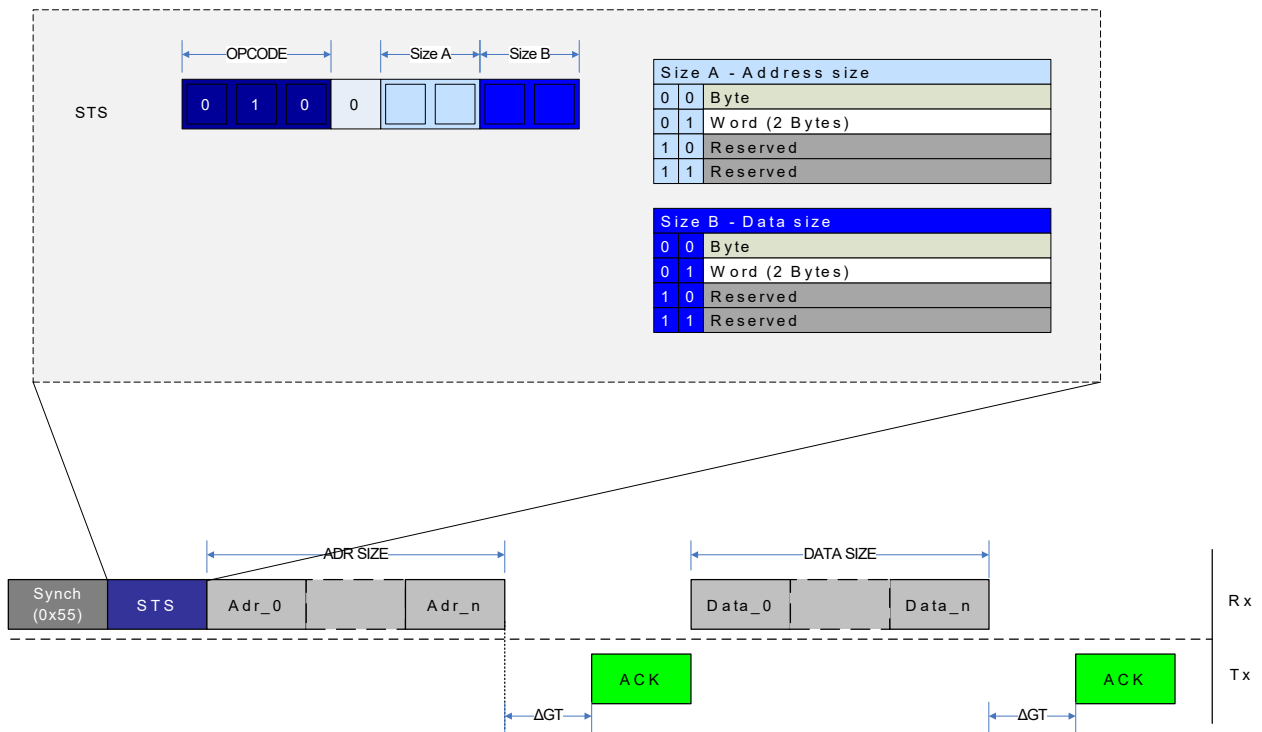 OPCODE Size A Size B
STS 0 1 0 0
Size A - Address size
0 0 Byte
0 1 Word (2 Bytes)
1 0 Reserved
1 1 Reserved
Size B - Data size
0 0 Byte
0 1 Word (2 Bytes)
1 0 Reserved
1 1 Reserved
ADR SIZE DATA SIZE
Synch
(0x55)
STS Adr_0 Adr_n Data_0 Data_n Rx
ACK ACK Tx
ΔGT ΔGT